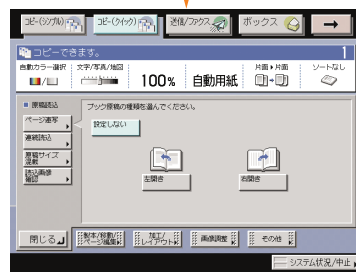 コピー(シンプル)
コピー(クイック)
送信/ファクス
ボックス
コピーできます。
1
自動カラー選択
文字/写真/地図
片面▸片面
ソートなし
100%
自動用紙
原稿読込
ブック原稿の種類を選んでください。
ページ連写
設定しない
連続読込
原稿サイズ
混載
読込画像
確認
左開き
右開き
閉じる
製本/移動/
ページ編集
加工/
レイアウト
画像調整
その他
システム状況/中止